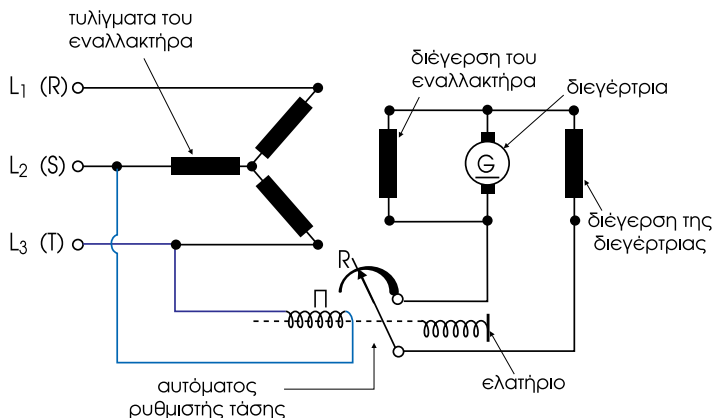 τυλίγματα του
εναλλακτήρα
διέγερση του
εναλλακτήρα
διεγέρτρια
L1 (R)
L2 (S)
G
L3 (T)
διέγερση της
διεγέρτριας
R
Π
αυτόματος
ρυθμιστής τάσης
ελατήριο